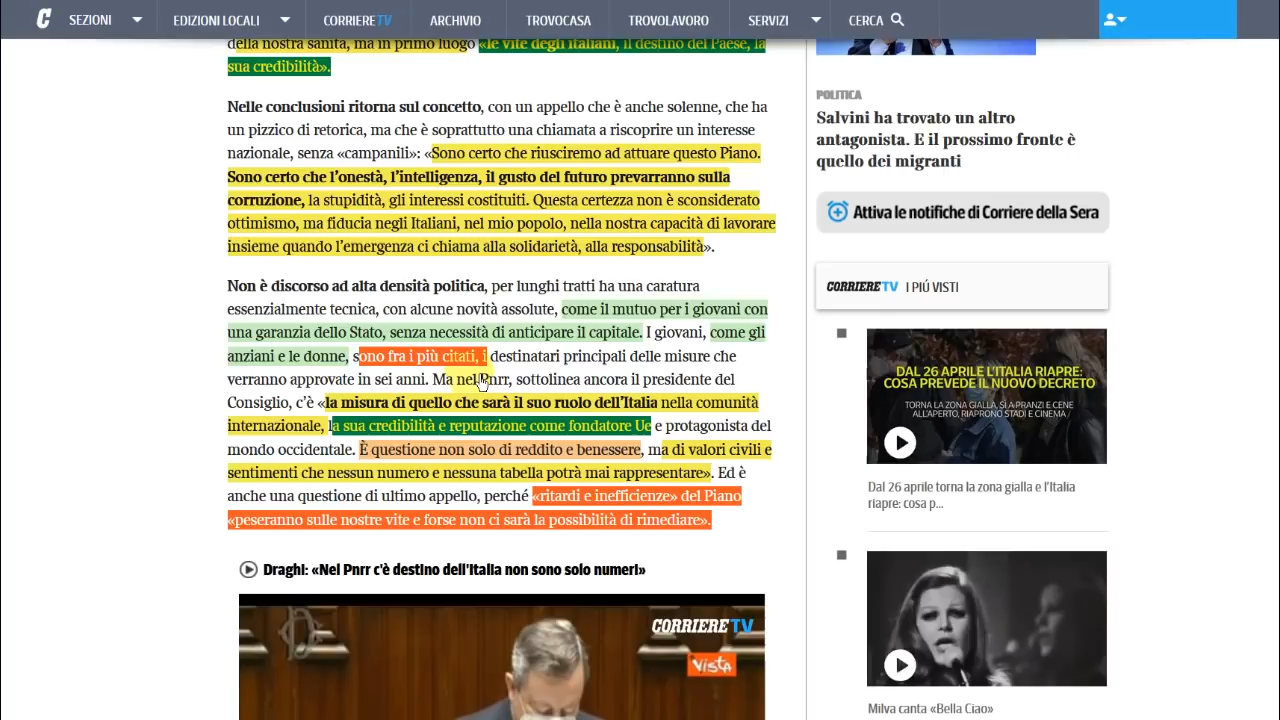 SEZIONI
EDIZIONI LOCALI
CORRIERETV
ARCHIVIO
TROVOCASA
TROVOLAVORO
SERVIZI
CERCA
della nostra sanità, ma in primo luogo «le vite degli italiani, il destino del Paese, la
sua credibilità».
Nelle conclusioni ritorna sul concetto, con un appello che è anche solenne, che ha
un pizzico di retorica, ma che è soprattutto una chiamata a riscoprire un interesse
nazionale, senza «campanili»: «Sono certo che riusciremo ad attuare questo Piano.
Sono certo che l'onestà, l'intelligenza, il gusto del futuro prevarranno sulla
corruzione, la stupidità, gli interessi costituiti. Questa certezza non è sconsiderato
ottimismo, ma fiducia negli Italiani, nel mio popolo, nella nostra capacità di lavorare
insieme quando l'emergenza ci chiama alla solidarietà, alla responsabilità».
Non è discorso ad alta densità politica, per lunghi tratti ha una caratura
essenzialmente tecnica, con alcune novità assolute, come il mutuo per i giovani con
una garanzia dello Stato, senza necessità di anticipare il capitale. I giovani, come gli
anziani e le donne, sono fra i più citati, i destinatari principali delle misure che
verranno approvate in sei anni. Ma nel Pnrr, sottolinea ancora il presidente del
Consiglio, c'è «la misura di quello che sarà il suo ruolo dell'Italia nella comunità
internazionale, la sua credibilità e reputazione come fondatore Ue e protagonista del
mondo occidentale. È questione non solo di reddito e benessere, ma di valori civili e
sentimenti che nessun numero e nessuna tabella potrà mai rappresentare». Ed è
anche una questione di ultimo appello, perché «ritardi e inefficienze» del Piano
«peseranno sulle nostre vite e forse non ci sarà la possibilità di rimediare».
Draghi: «Nel Pnrr c'è destino dell'Italia non sono solo numeri»
CORRIERE TV
vista
POLITICA
Salvini ha trovato un altro
antagonista. E il prossimo fronte è
quello dei migranti
Attiva le notifiche di Corriere della Sera
CORRIERE TV I PIÚ VISTI
DAL 26 APRILE L'ITALIA RIAPRE:
COSA PREVEDE IL NUOVO DECRETO
TORNA LA ZONA GIALLA, SÌ A PRANZI E CENE
ALL'APERTO, RIAPRONO STADI E CINEMA
Dal 26 aprile torna la zona gialla e l'Italia
riapre: cosa p...
Milva canta «Bella Ciao»